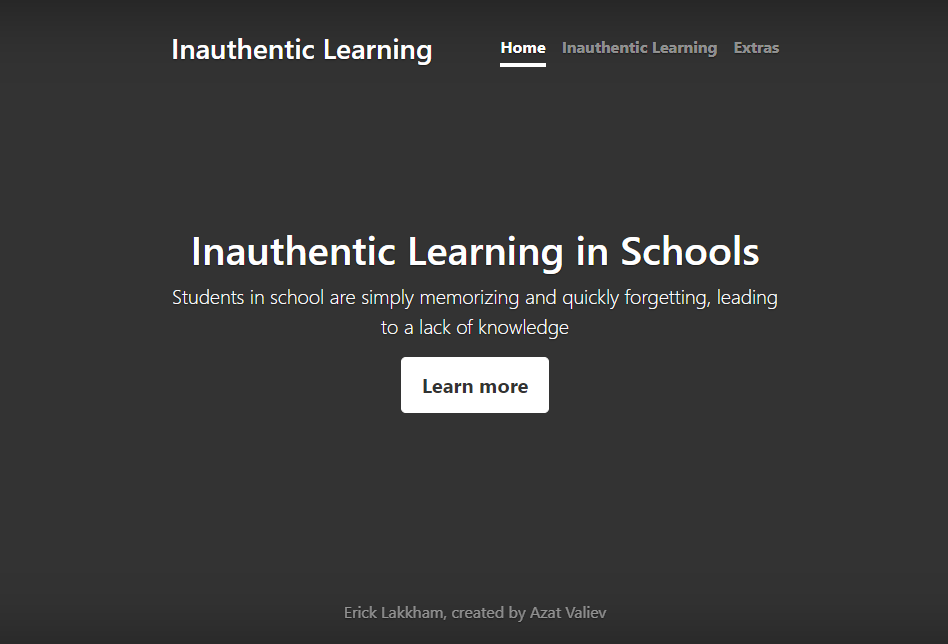 Inauthentic Learning
Home Inauthentic Learning Extras
Inauthentic Learning in Schools
Students in school are simply memorizing and quickly forgetting, leading
to a lack of knowledge
Learn more
Erick Lakkham, created by Azat Valiev